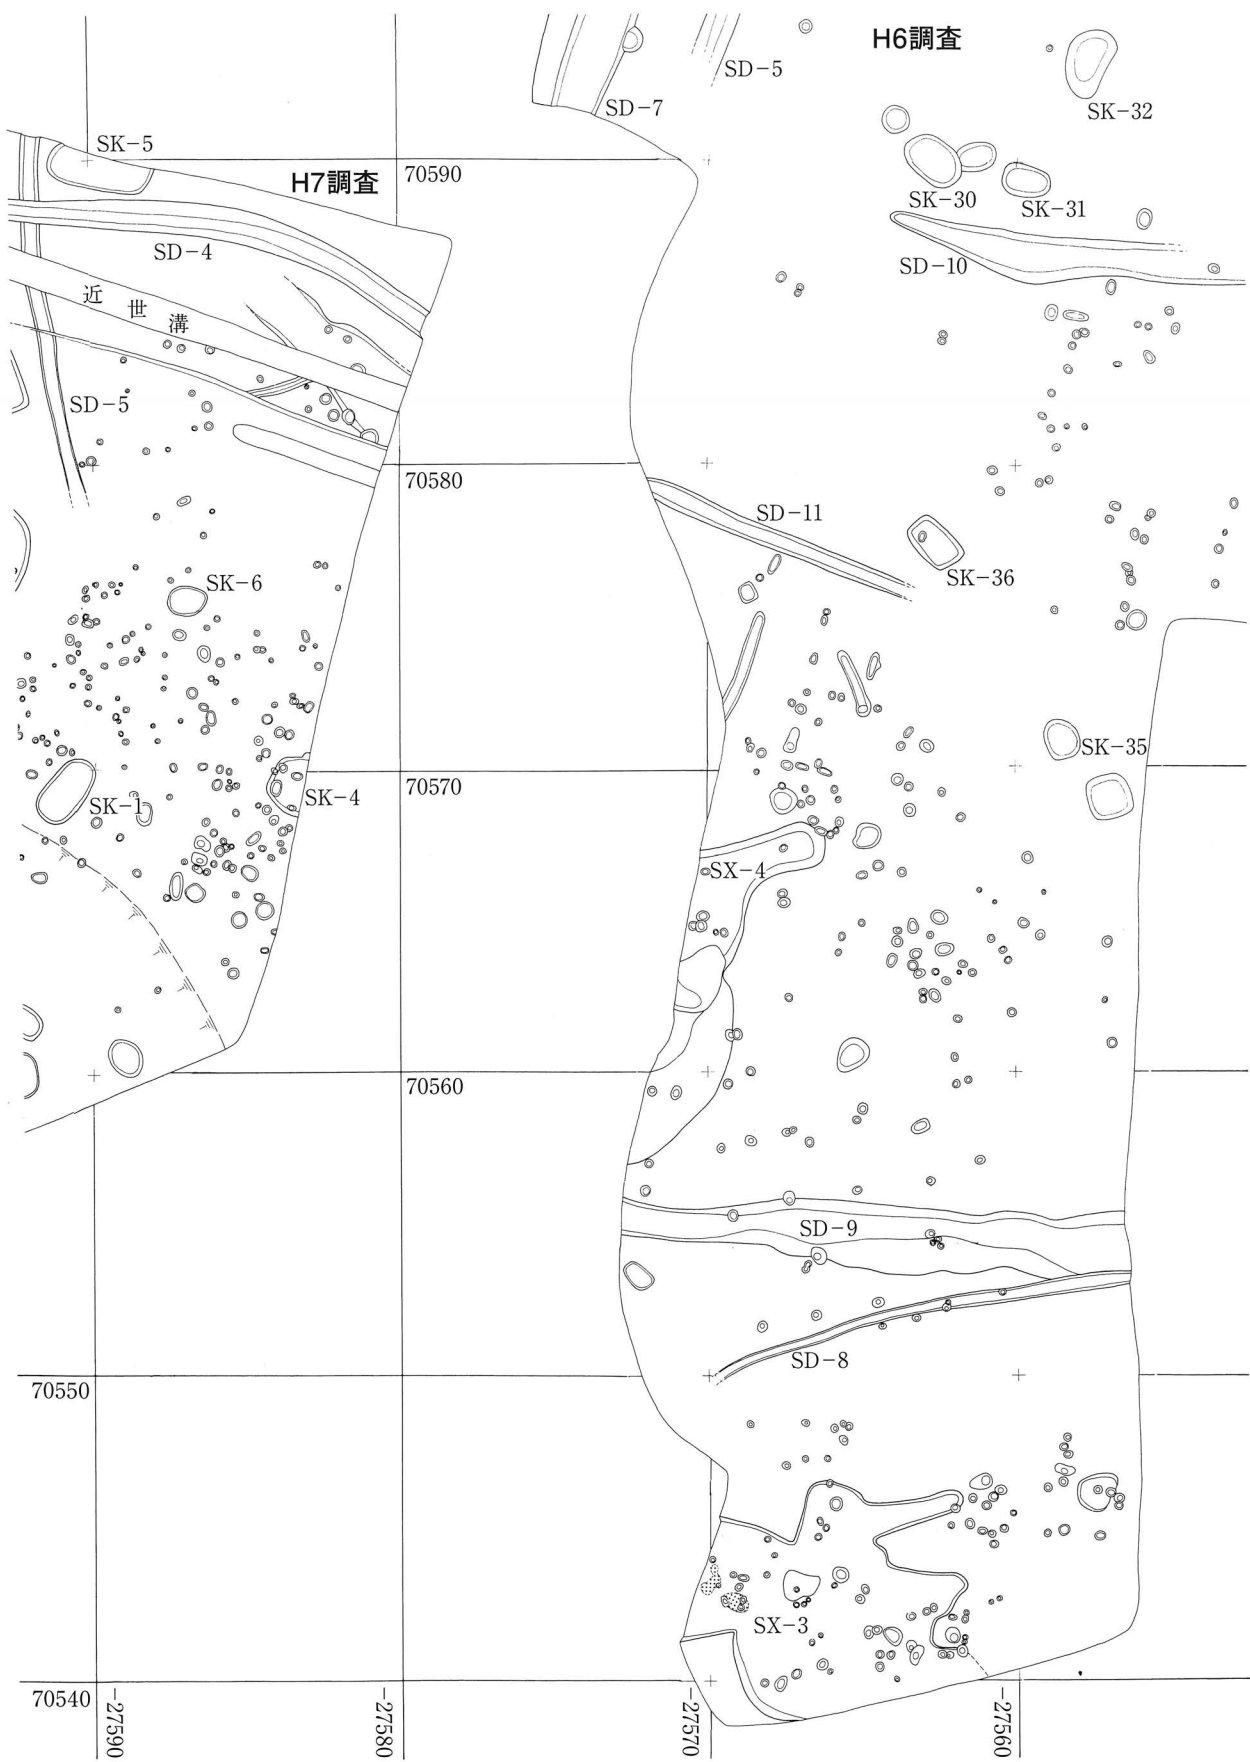 H6調査
SD-5
SD-7
SK-32
SK-5
H7調査
70590
SK-30
SK-31
SD-4
SD-10
近世溝
SD-5
70580
SD-11
SK-36
SK-6
SK-35
SK-1
SK-4
70570
SX-4
70560
SD-9
SD-8
70550
SX-3
70540
-27590
-27580
-27570
-27560